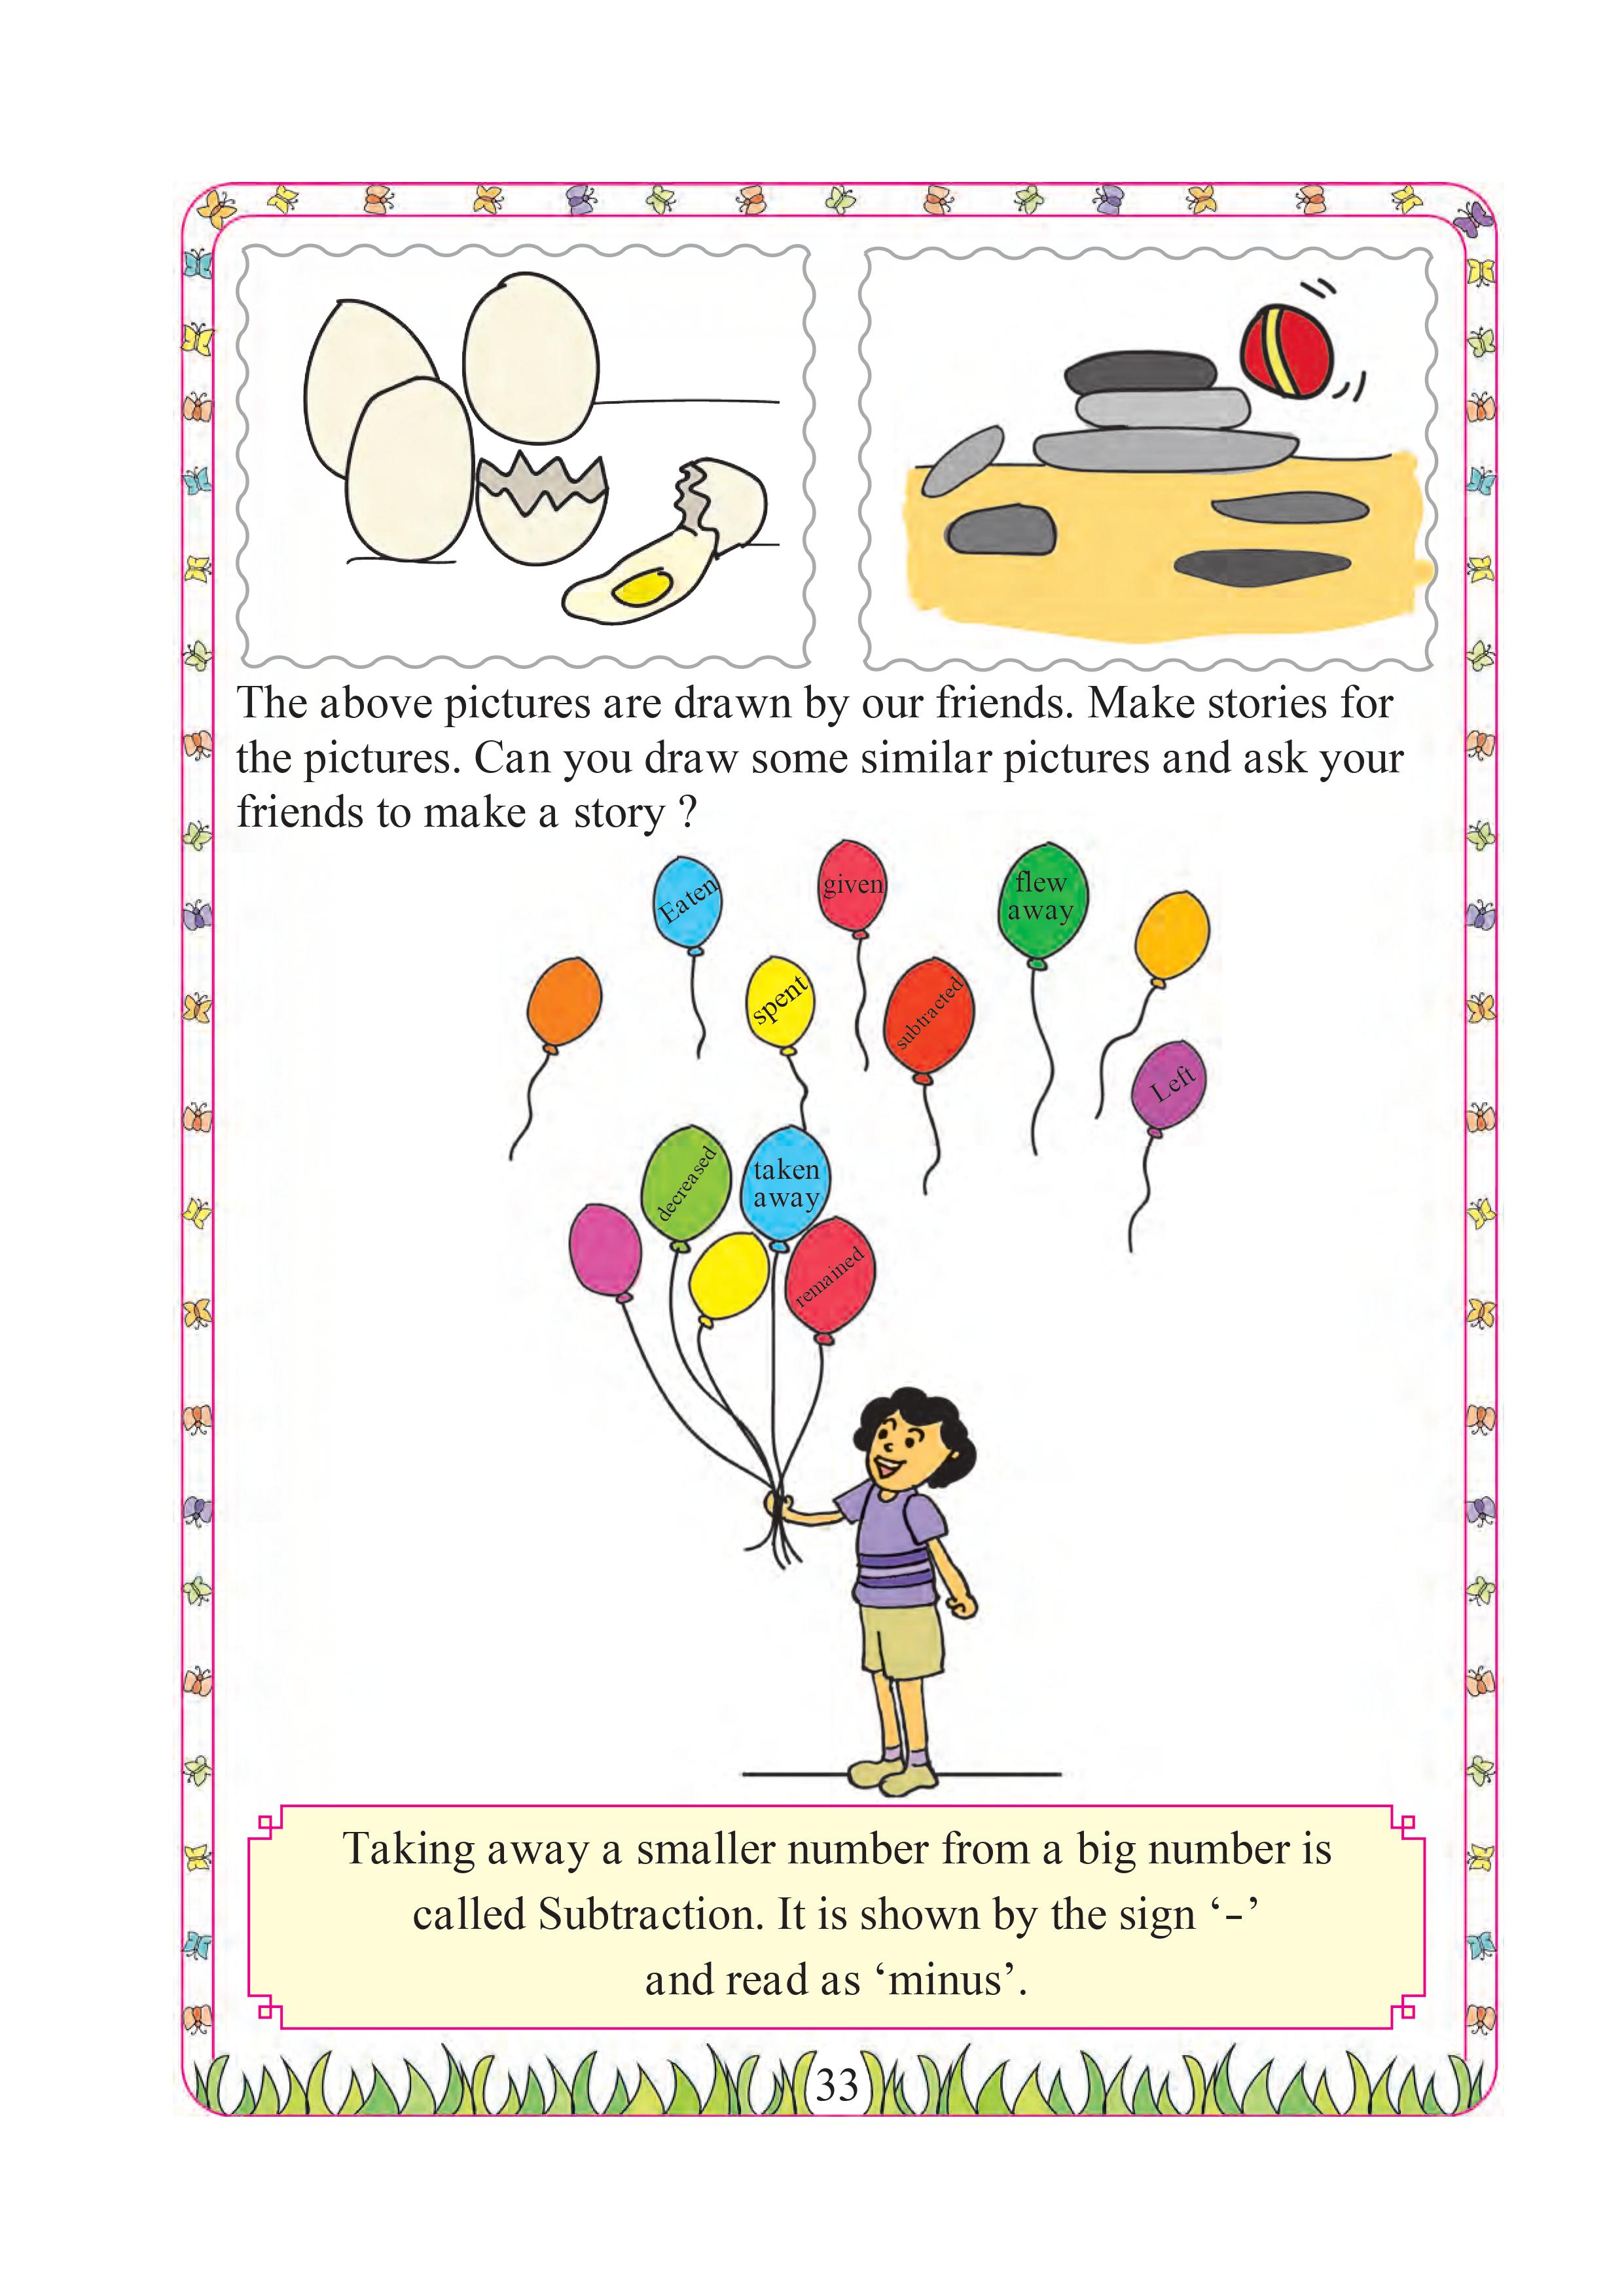 The above pictures are drawn by our friends. Make stories for
the pictures. Can you draw some similar pictures and ask your
friends to make a story ?
Eaten
given
flew
away
spent
subtracted
Left
decreased
taken
away
remained
Taking away a smaller number from a big number is
called Subtraction. It is shown by the sign ‘-’
and read as ‘minus’.
33